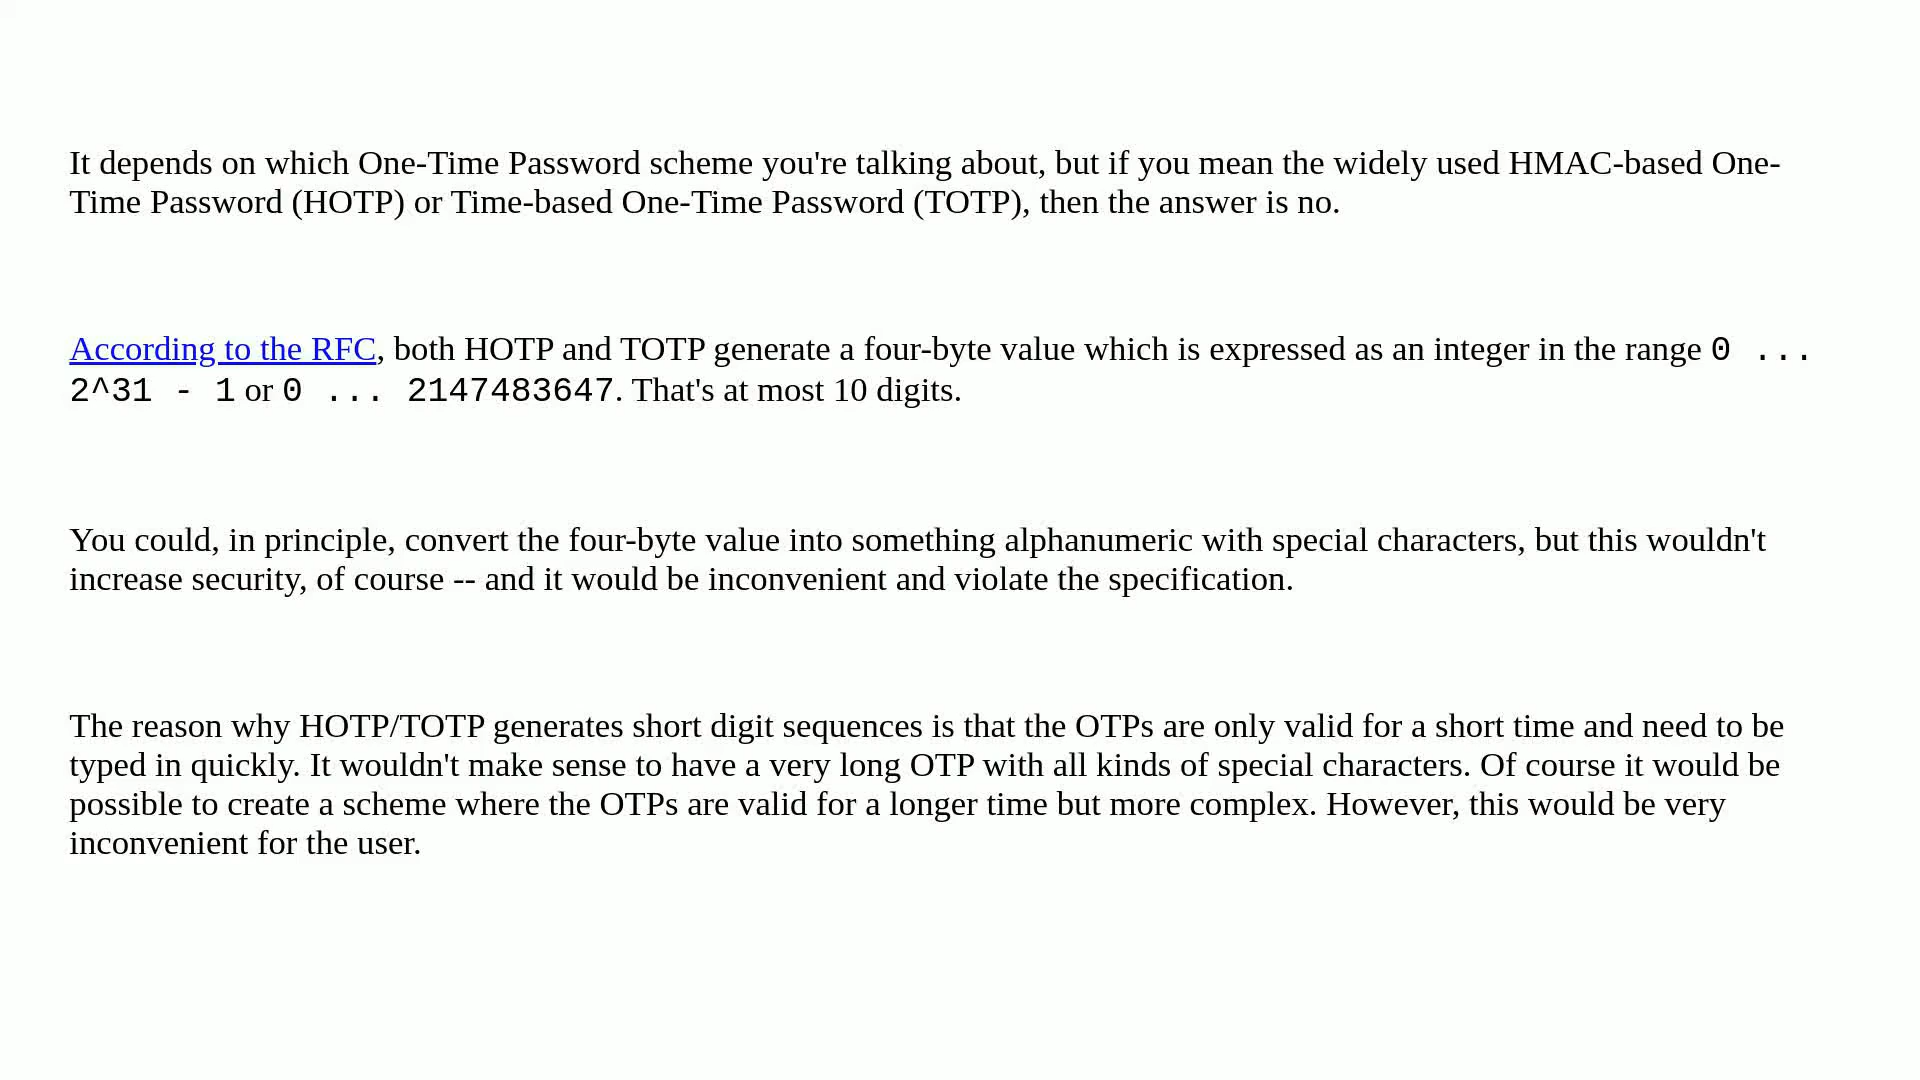 It depends on which One-Time Password scheme you're talking about, but if you mean the widely used HMAC-based One-
Time Password (HOTP) or Time-based One-Time Password (TOTP), then the answer is no.
According to the RFC, both HOTP and TOTP generate a four-byte value which is expressed as an integer in the range 0 ...
2^31 - 1 or 0 ... 2147483647. That's at most 10 digits.
You could, in principle, convert the four-byte value into something alphanumeric with special characters, but this wouldn't
increase security, of course -- and it would be inconvenient and violate the specification.
The reason why HOTP/TOTP generates short digit sequences is that the OTPs are only valid for a short time and need to be
typed in quickly. It wouldn't make sense to have a very long OTP with all kinds of special characters. Of course it would be
possible to create a scheme where the OTPs are valid for a longer time but more complex. However, this would be very
inconvenient for the user.